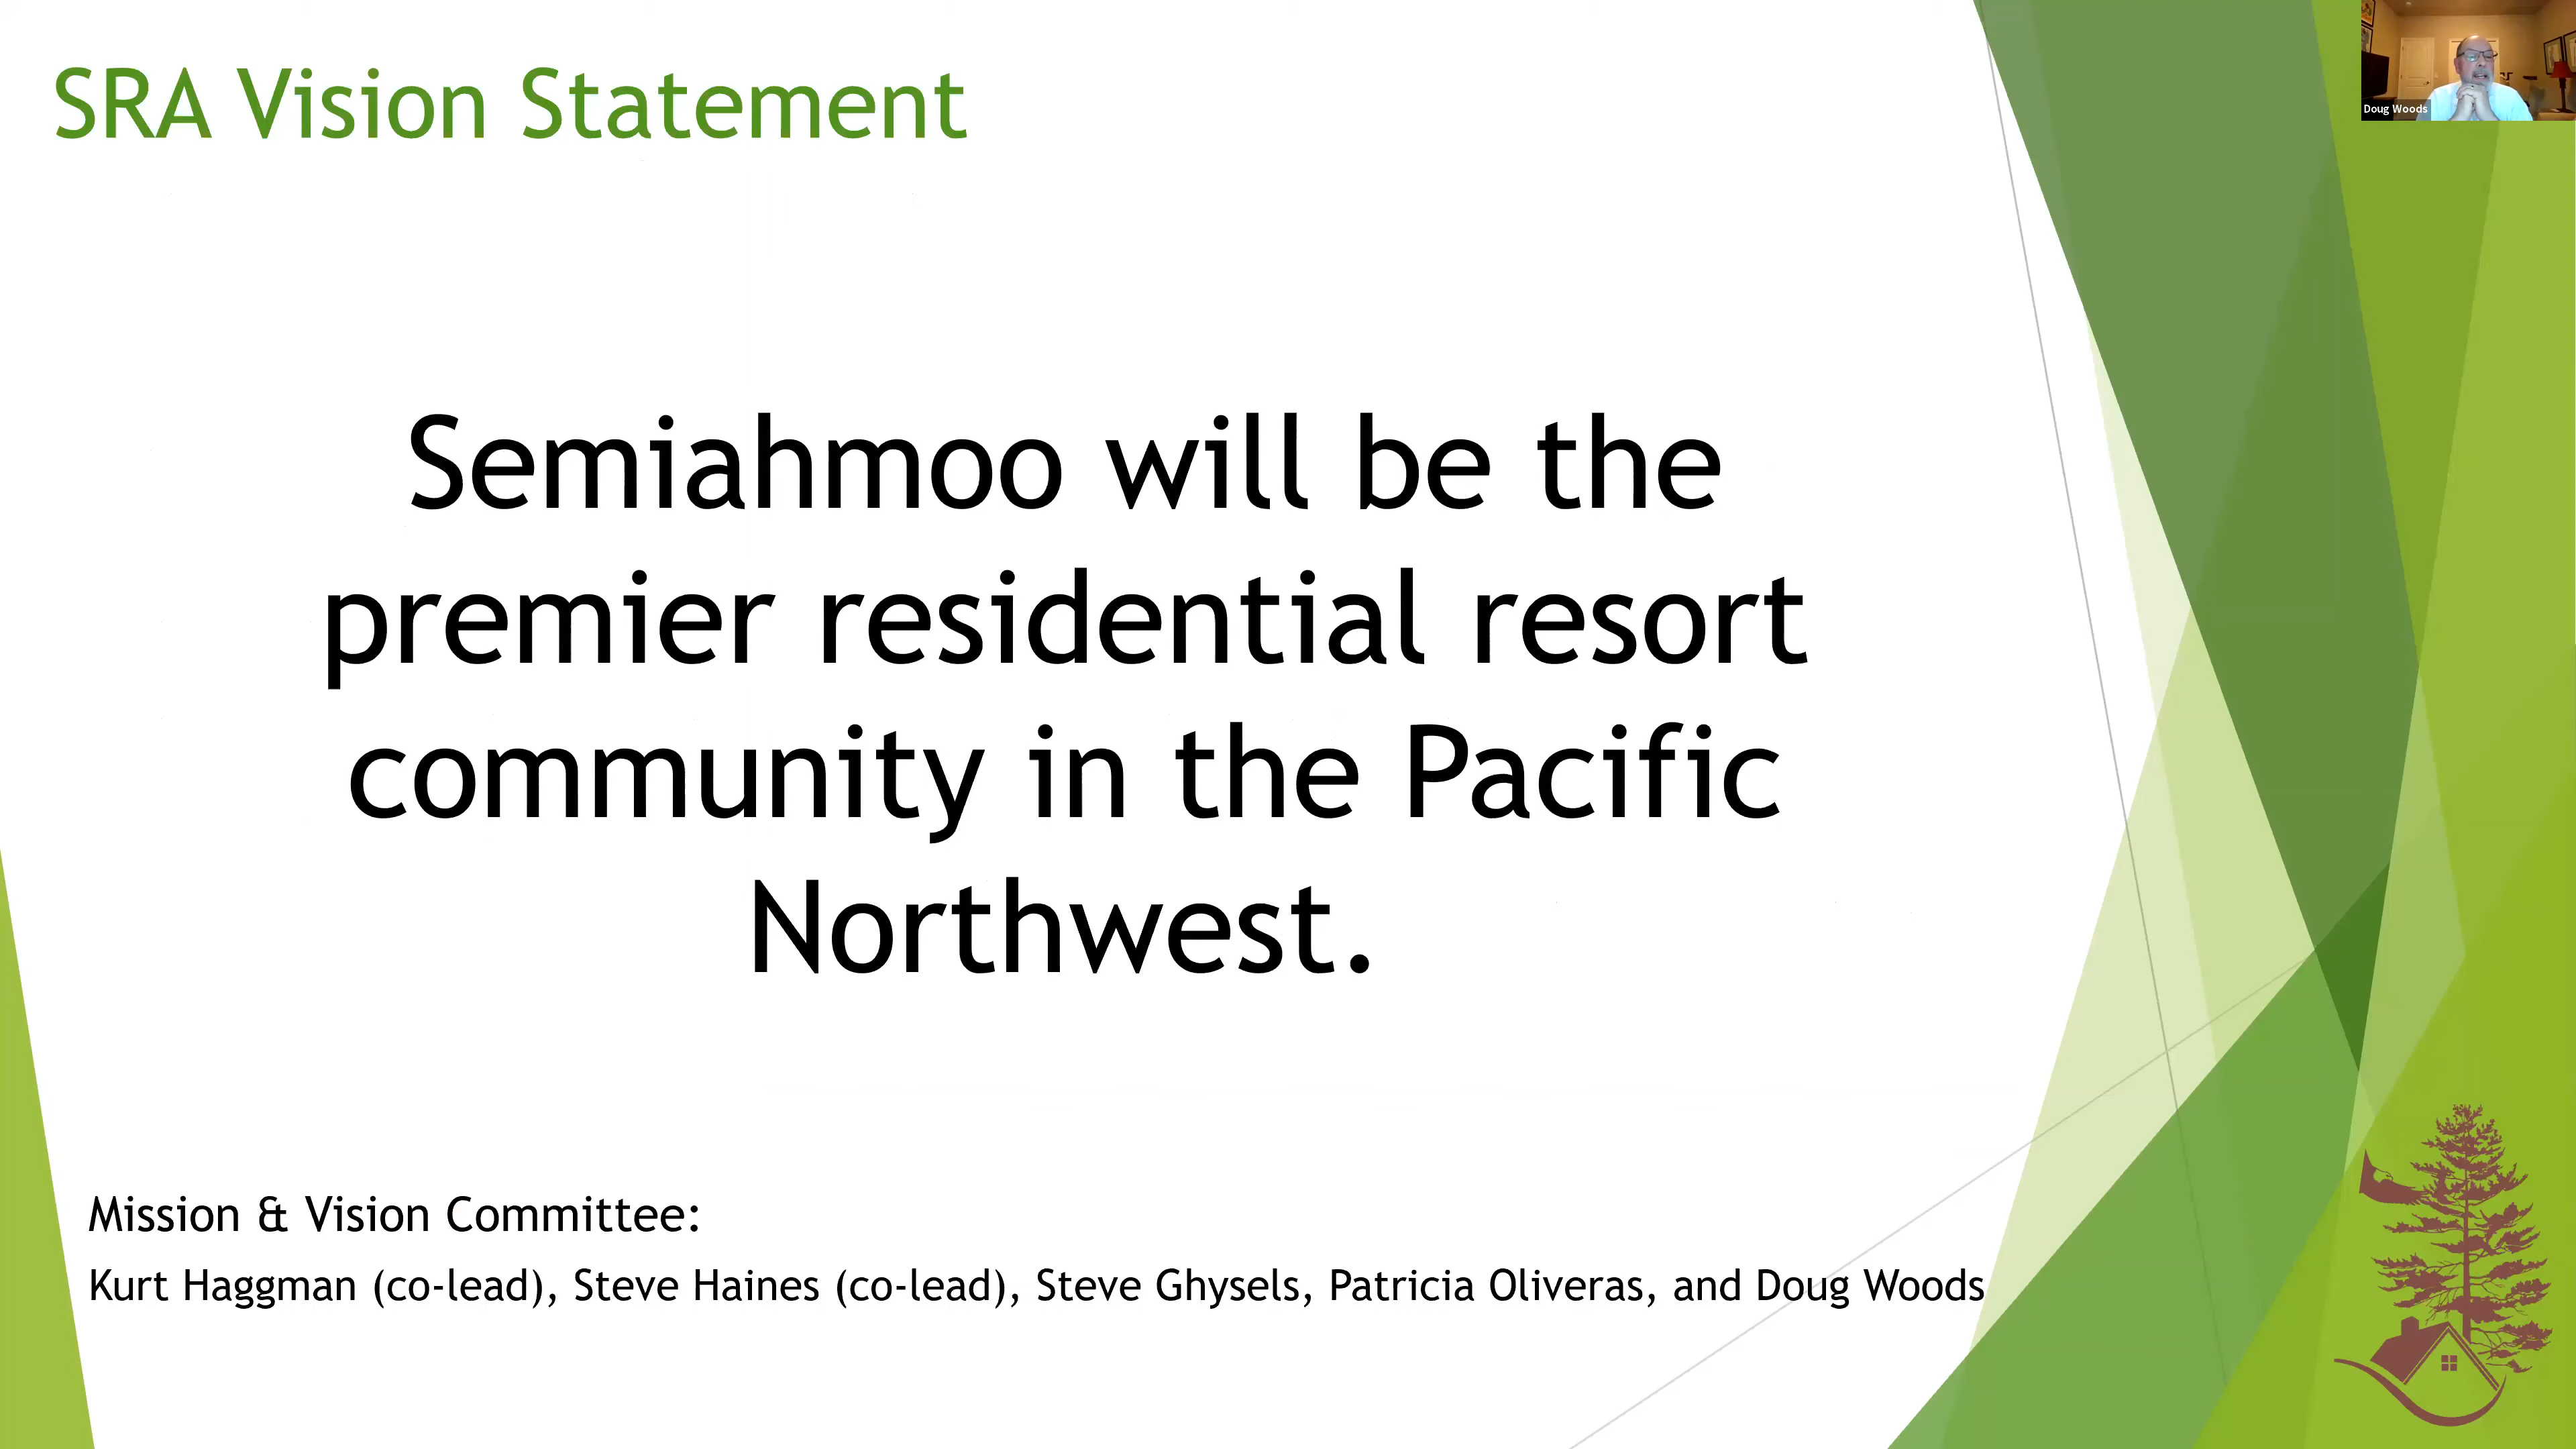 SRA Vision Statement
Doug Woods
Semiahmoo will be the
premier residential resort
community in the Pacific
Northwest.
Mission & Vision Committee:
Kurt Haggman (co-lead), Steve Haines (co-lead), Steve Ghysels, Patricia Oliveras, and Doug Woods